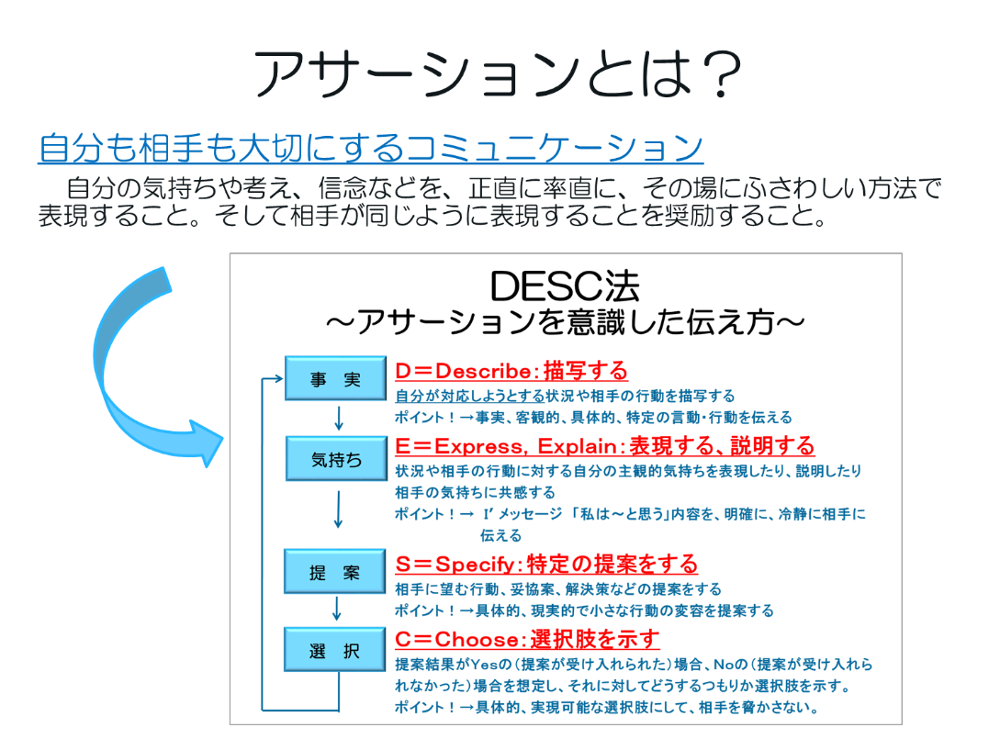 アサーションとは？
自分も相手も大切にするコミュニケーション
自分の気持ちや考え、信念などを、正直に率直に、その場にふさわしい方法で
表現すること。そして相手が同じように表現することを奨励すること。
DESC法
～アサーションを意識した伝え方～
事　実
D＝Describe：描写する
自分が対応しようとする状況や相手の行動を描写する
ポイント！→事実、客観的、具体的、特定の言動・行動を伝える
気持ち
E＝Express，Explain：表現する、説明する
状況や相手の行動に対する自分の主観的気持ちを表現したり、説明したり
相手の気持ちに共感する
ポイント！→ I′メッセージ 「私は～と思う」内容を、明確に、冷静に相手に
伝える
提　案
S＝Specify：特定の提案をする
相手に望む行動、妥協案、解決策などの提案をする
ポイント！→具体的、現実的で小さな行動の変容を提案する
選　択
C＝Choose：選択肢を示す
提案結果がYesの（提案が受け入れられた）場合、Noの（提案が受け入れら
れなかった）場合を想定し、それに対してどうするつもりか選択肢を示す。
ポイント！→具体的、実現可能な選択肢にして、相手を脅かさない。